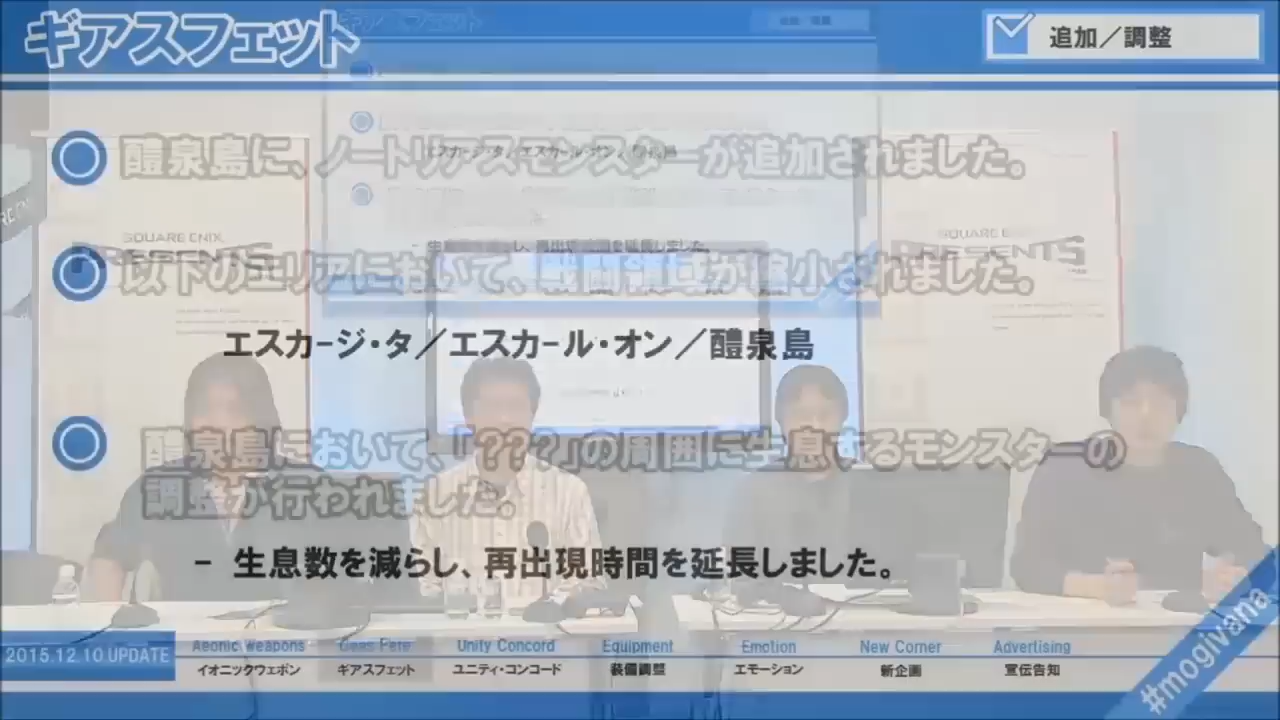 ギアスフェット
追加／調整
醴泉島に、ノートリアスモンスターが追加されました。
SQUARE ENIX
PRESENTS
SQUARE ENIX
PRESENTS
以下のエリアにおいて、戦闘領域が縮小されました。
エスカージ・タ／エスカール・オン／醴泉島
醴泉島において、「???」の周囲に生息するモンスターの
調整が行われました。
- 生息数を減らし、再出現時間を延長しました。
2015.12.10 UPDATE
Aeonic Weapons Geas Fete Unity Concord Equipment Emotion New Corner Advertising
イオニックウェポン ギアスフェット ユニティ・コンコード 装備調整 エモーション 新企画 宣伝告知
#mogivana